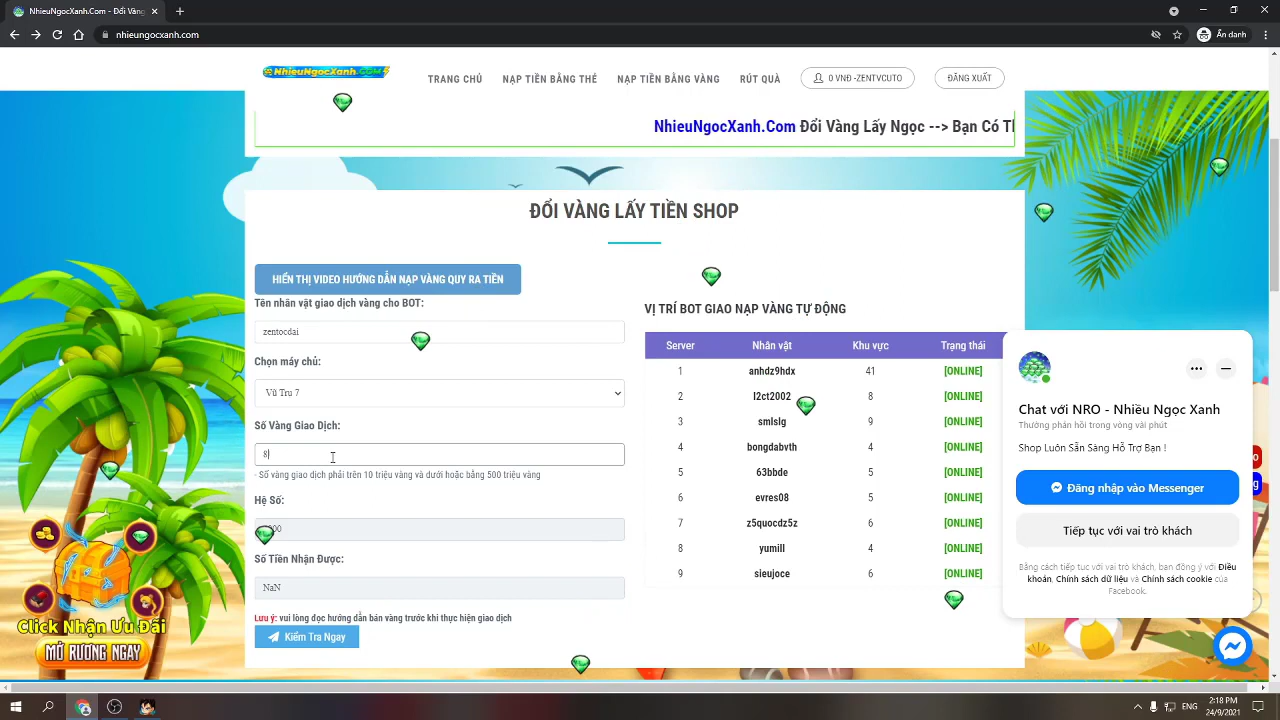 NRO - Đổi Vàng, Đổi Ngọc - Uy T
nhieungocxanh.com
Ẩn danh
NhieuNgocXanh.COM
TRANG CHỦ
NẠP TIỀN BẰNG THẺ
NẠP TIỀN BẰNG VÀNG
RÚT QUÀ
0 VNĐ -ZENTVCUTO
ĐĂNG XUẤT
NhieuNgocXanh.Com Đổi Vàng Lấy Ngọc --> Bạn Có Tl
ĐỔI VÀNG LẤY TIỀN SHOP
HIỂN THỊ VIDEO HƯỚNG DẪN NẠP VÀNG QUY RA TIỀN
Tên nhân vật giao dịch vàng cho BOT:
zentocdai
Chọn máy chủ:
Vũ Trụ 7
Số Vàng Giao Dịch:
8
- Số vàng giao dịch phải trên 10 triệu vàng và dưới hoặc bằng 500 triệu vàng
Hệ Số:
Số Tiền Nhận Được:
NaN
Lưu ý: vui lòng đọc hướng dẫn bán vàng trước khi thực hiện giao dịch
Kiểm Tra Ngay
VỊ TRÍ BOT GIAO NẠP VÀNG TỰ ĐỘNG
Server Nhân vật Khu vực Trạng thái
1 anhdz9hdx 41 [ONLINE]
2 l2ct2002 8 [ONLINE]
3 smlslg 9 [ONLINE]
4 bongdabvth 4 [ONLINE]
5 63bbde 5 [ONLINE]
6 evres08 5 [ONLINE]
7 z5quocdz5z 6 [ONLINE]
8 yumill 4 [ONLINE]
9 sieujoce 6 [ONLINE]
Chat với NRO - Nhiều Ngọc Xanh
Thường phản hồi trong vòng vài phút
Shop Luôn Sẵn Sàng Hỗ Trợ Bạn !
Đăng nhập vào Messenger
Tiếp tục với vai trò khách
Bằng cách tiếp tục với vai trò khách, bạn đồng ý với Điều
khoản, Chính sách dữ liệu và Chính sách cookie của
Facebook.
Click Nhận Ưu Đãi
MỞ RƯƠNG NGAY
2:18 PM
24/9/2021